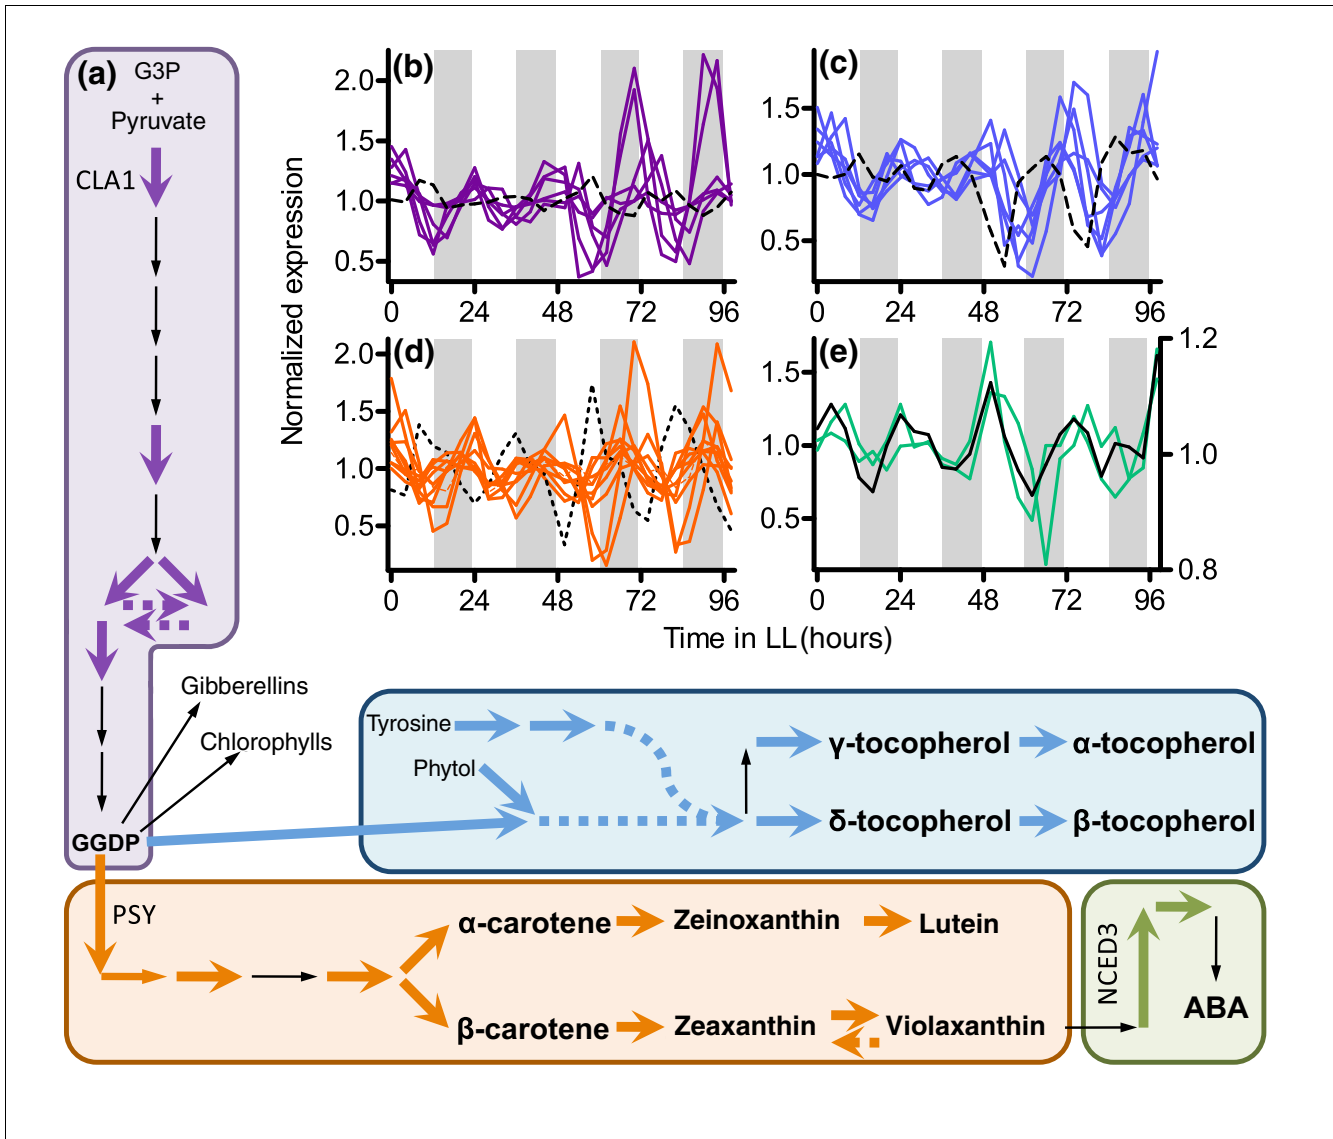 (a)
G3P
+
Pyruvate
CLA1
Normalized expression
(b)
2.0
1.5
1.0
0.5
0 24 48 72 96
(c)
1.5
1.0
0.5
0 24 48 72 96
(d)
2.0
1.5
1.0
0.5
0 24 48 72 96
(e)
1.5
1.0
0.5
1.2
1.0
0.8
0 24 48 72 96
Time in LL (hours)
Gibberellins
Chlorophylls
GGDP
Tyrosine
Phytol
γ-tocopherol
α-tocopherol
δ-tocopherol
β-tocopherol
PSY
α-carotene
Zeinoxanthin
Lutein
β-carotene
Zeaxanthin
Violaxanthin
NCED3
ABA